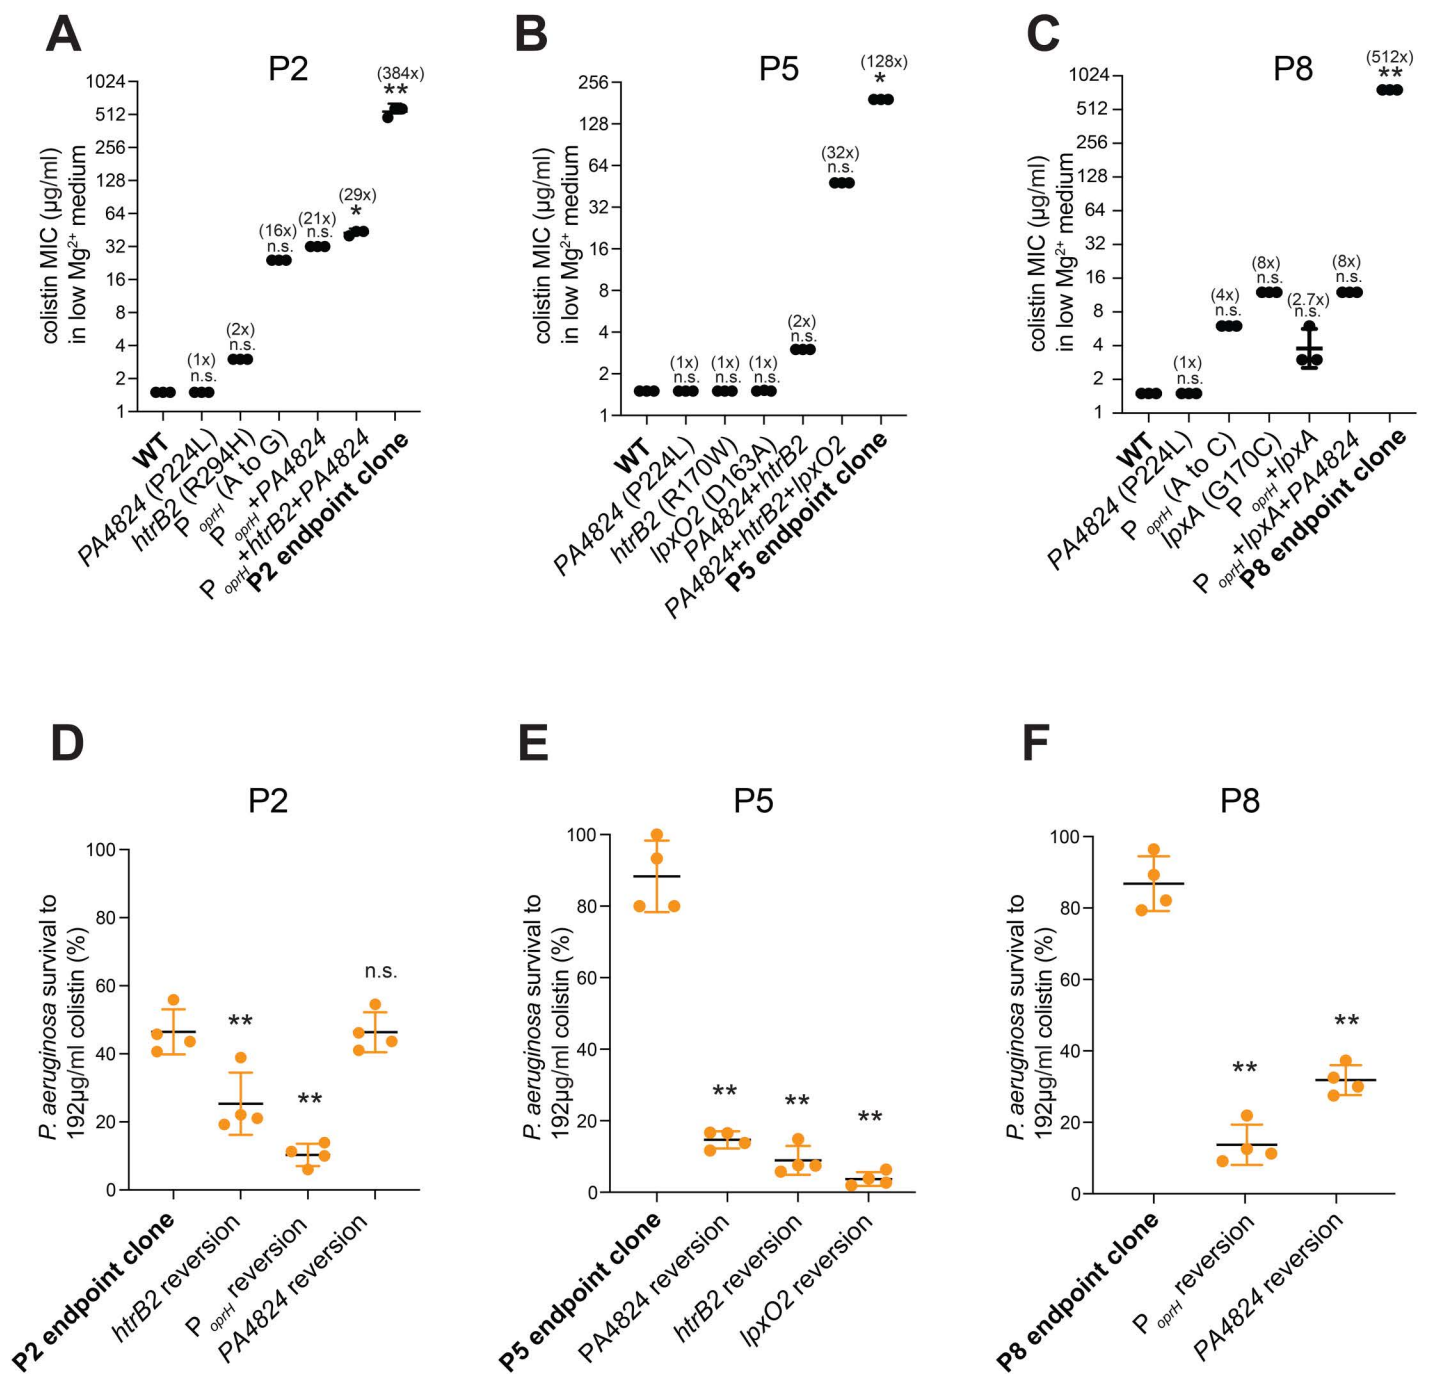 A
P2
colistin MIC (µg/ml)
in low Mg2+ medium
1024
512
256
128
64
32
16
8
4
2
1
(1x)
n.s.
(2x)
n.s.
(16x)
n.s.
(21x)
n.s.
(29x)
*
(384x)
**
WT
PA4824 (P224L)
htrB2 (R294H)
PoprH (A to G)
PoprH+PA4824
PoprH+htrB2+PA4824
P2 endpoint clone
B
P5
colistin MIC (µg/ml)
in low Mg2+ medium
256
128
64
32
16
8
4
2
1
(1x)
n.s.
(1x)
n.s.
(1x)
n.s.
(2x)
n.s.
(32x)
n.s.
(128x)
*
WT
PA4824 (P224L)
htrB2 (R170W)
lpxO2 (D163A)
PA4824+htrB2
PA4824+htrB2+lpxO2
P5 endpoint clone
C
P8
colistin MIC (µg/ml)
in low Mg2+ medium
1024
512
256
128
64
32
16
8
4
2
1
(1x)
n.s.
(4x)
n.s.
(8x)
n.s.
(2.7x)
n.s.
(8x)
n.s.
(512x)
**
WT
PA4824 (P224L)
PoprH (A to C)
lpxA (G170C)
PoprH+lpxA
PoprH+lpxA+PA4824
P8 endpoint clone
D
P2
P. aeruginosa survival to
192µg/ml colistin (%)
100
80
60
40
20
0
**
**
n.s.
P2 endpoint clone
htrB2 reversion
PoprH reversion
PA4824 reversion
E
P5
P. aeruginosa survival to
192µg/ml colistin (%)
100
80
60
40
20
0
**
**
**
P5 endpoint clone
PA4824 reversion
htrB2 reversion
lpxO2 reversion
F
P8
P. aeruginosa survival to
192µg/ml colistin (%)
100
80
60
40
20
0
**
**
P8 endpoint clone
PoprH reversion
PA4824 reversion